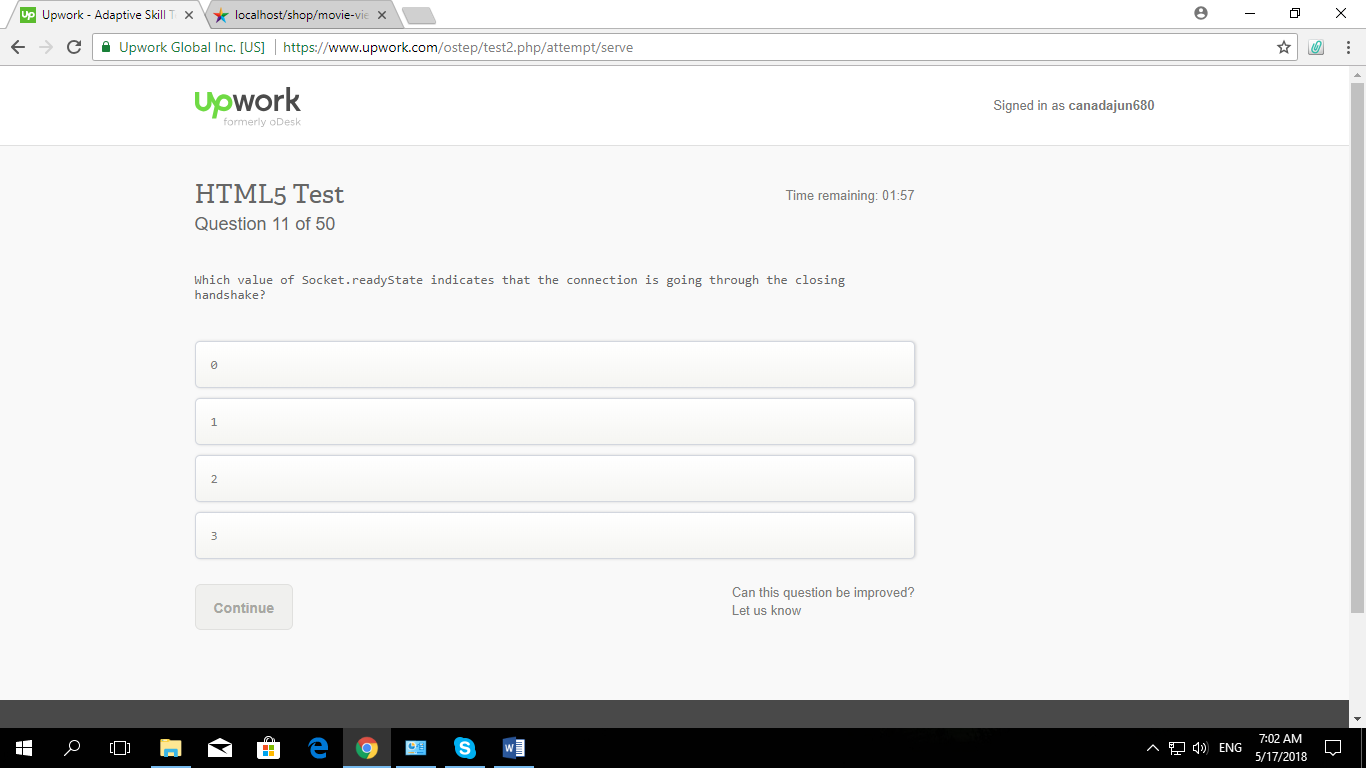 Upwork - Adaptive Skill T
localhost/shop/movie-vie
Upwork Global Inc. [US]
https://www.upwork.com/ostep/test2.php/attempt/serve
upwork
formerly oDesk
Signed in as canadajun680
HTML5 Test
Time remaining: 01:57
Question 11 of 50
Which value of Socket.readyState indicates that the connection is going through the closing
handshake?
0
1
2
3
Continue
Can this question be improved?
Let us know
ENG
7:02 AM
5/17/2018